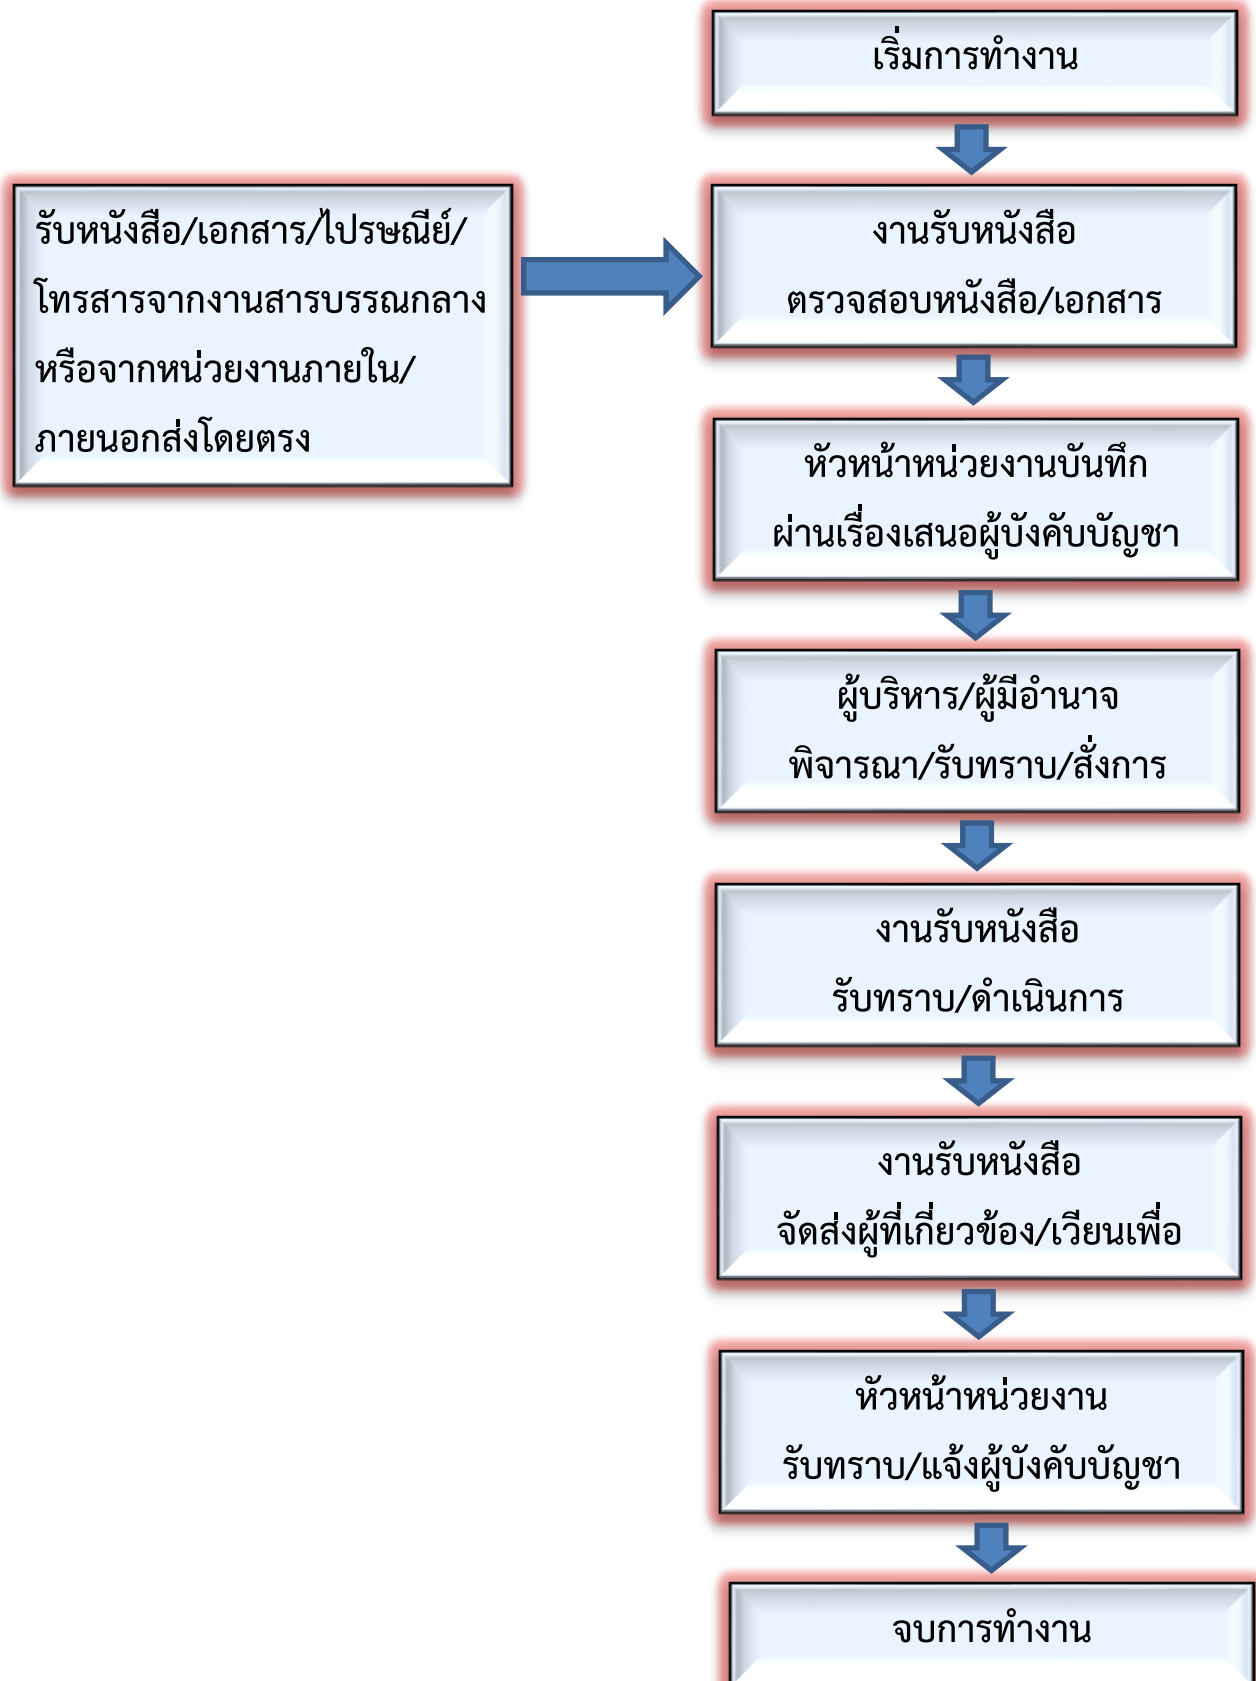 เริ่มการทำงาน
รับหนังสือ/เอกสาร/ไปรษณีย์/
โทรสารจากงานสารบรรณกลาง
หรือจากหน่วยงานภายใน/
ภายนอกส่งโดยตรง
งานรับหนังสือ
ตรวจสอบหนังสือ/เอกสาร
หัวหน้าหน่วยงานบันทึก
ผ่านเรื่องเสนอผู้บังคับบัญชา
ผู้บริหาร/ผู้มีอำนาจ
พิจารณา/รับทราบ/สั่งการ
งานรับหนังสือ
รับทราบ/ดำเนินการ
งานรับหนังสือ
จัดส่งผู้ที่เกี่ยวข้อง/เวียนเพื่อ
หัวหน้าหน่วยงาน
รับทราบ/แจ้งผู้บังคับบัญชา
จบการทำงาน